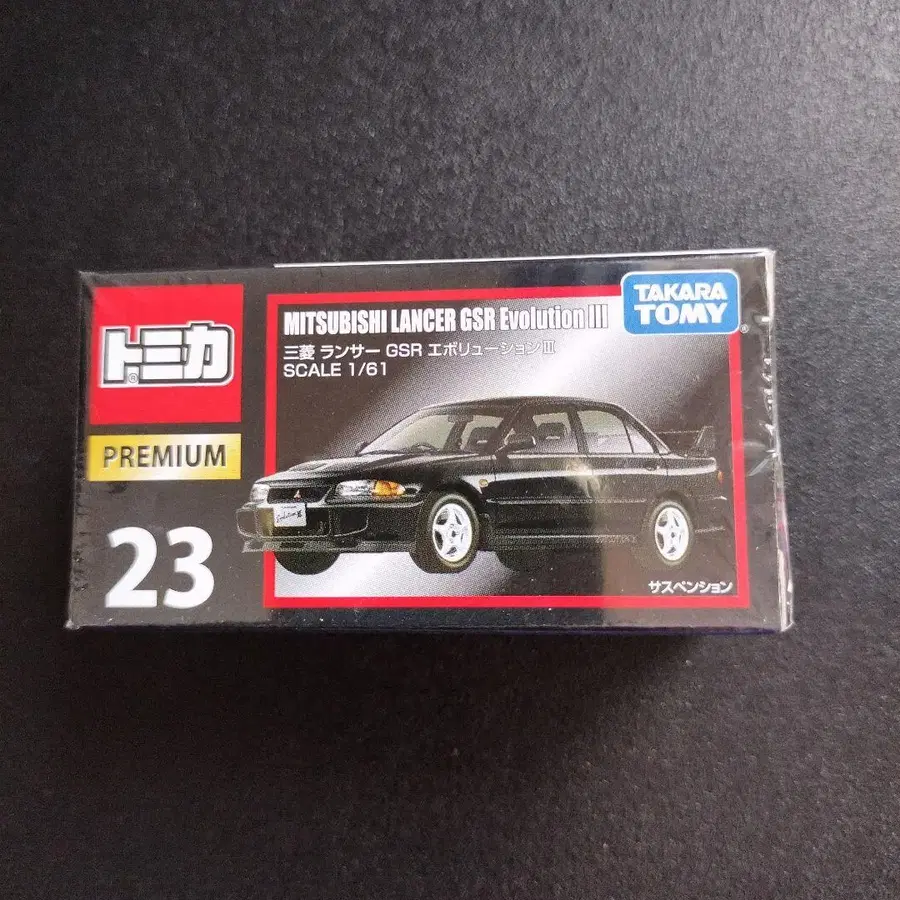 トミカ
®
PREMIUM
23
MITSUBISHI LANCER GSR Evolution III
三菱 ランサー GSR エボリューションIII
SCALE 1/61
TAKARA
TOMY
®
Evolution III
サスペンション